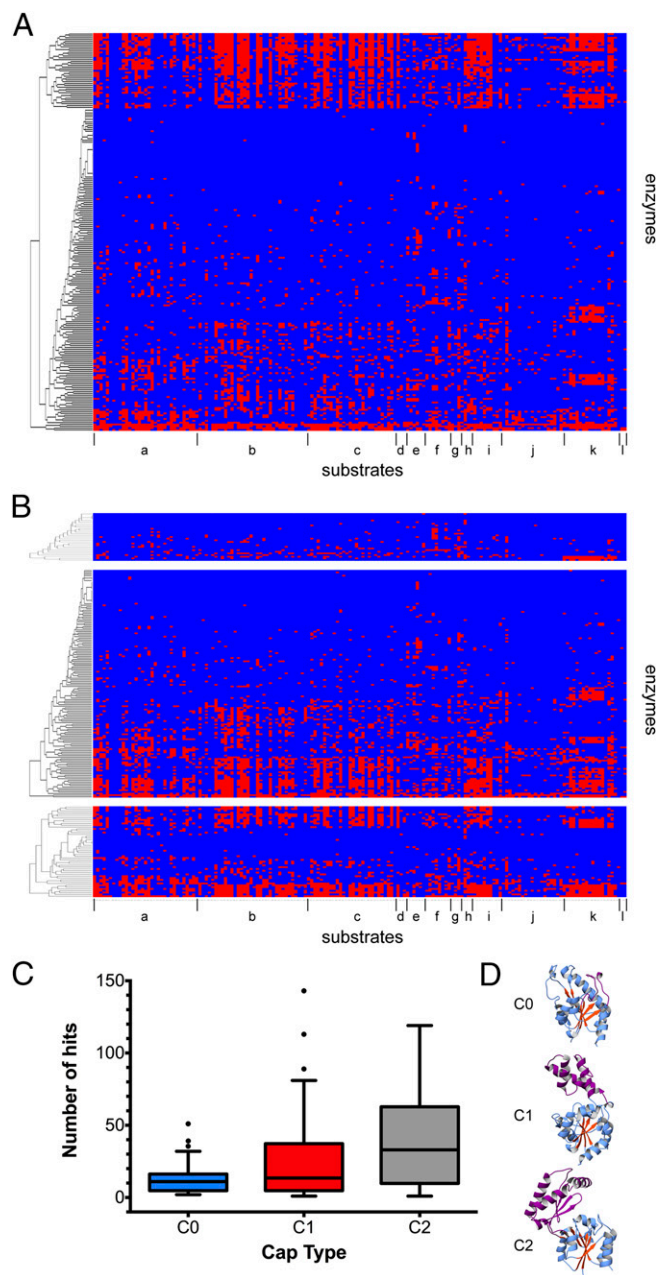 A
enzymes
a b c d e f g h i j k l
substrates
B
enzymes
a b c d e f g h i j k l
substrates
C
Number of hits
150
100
50
0
C0 C1 C2
Cap Type
D
C0
C1
C2